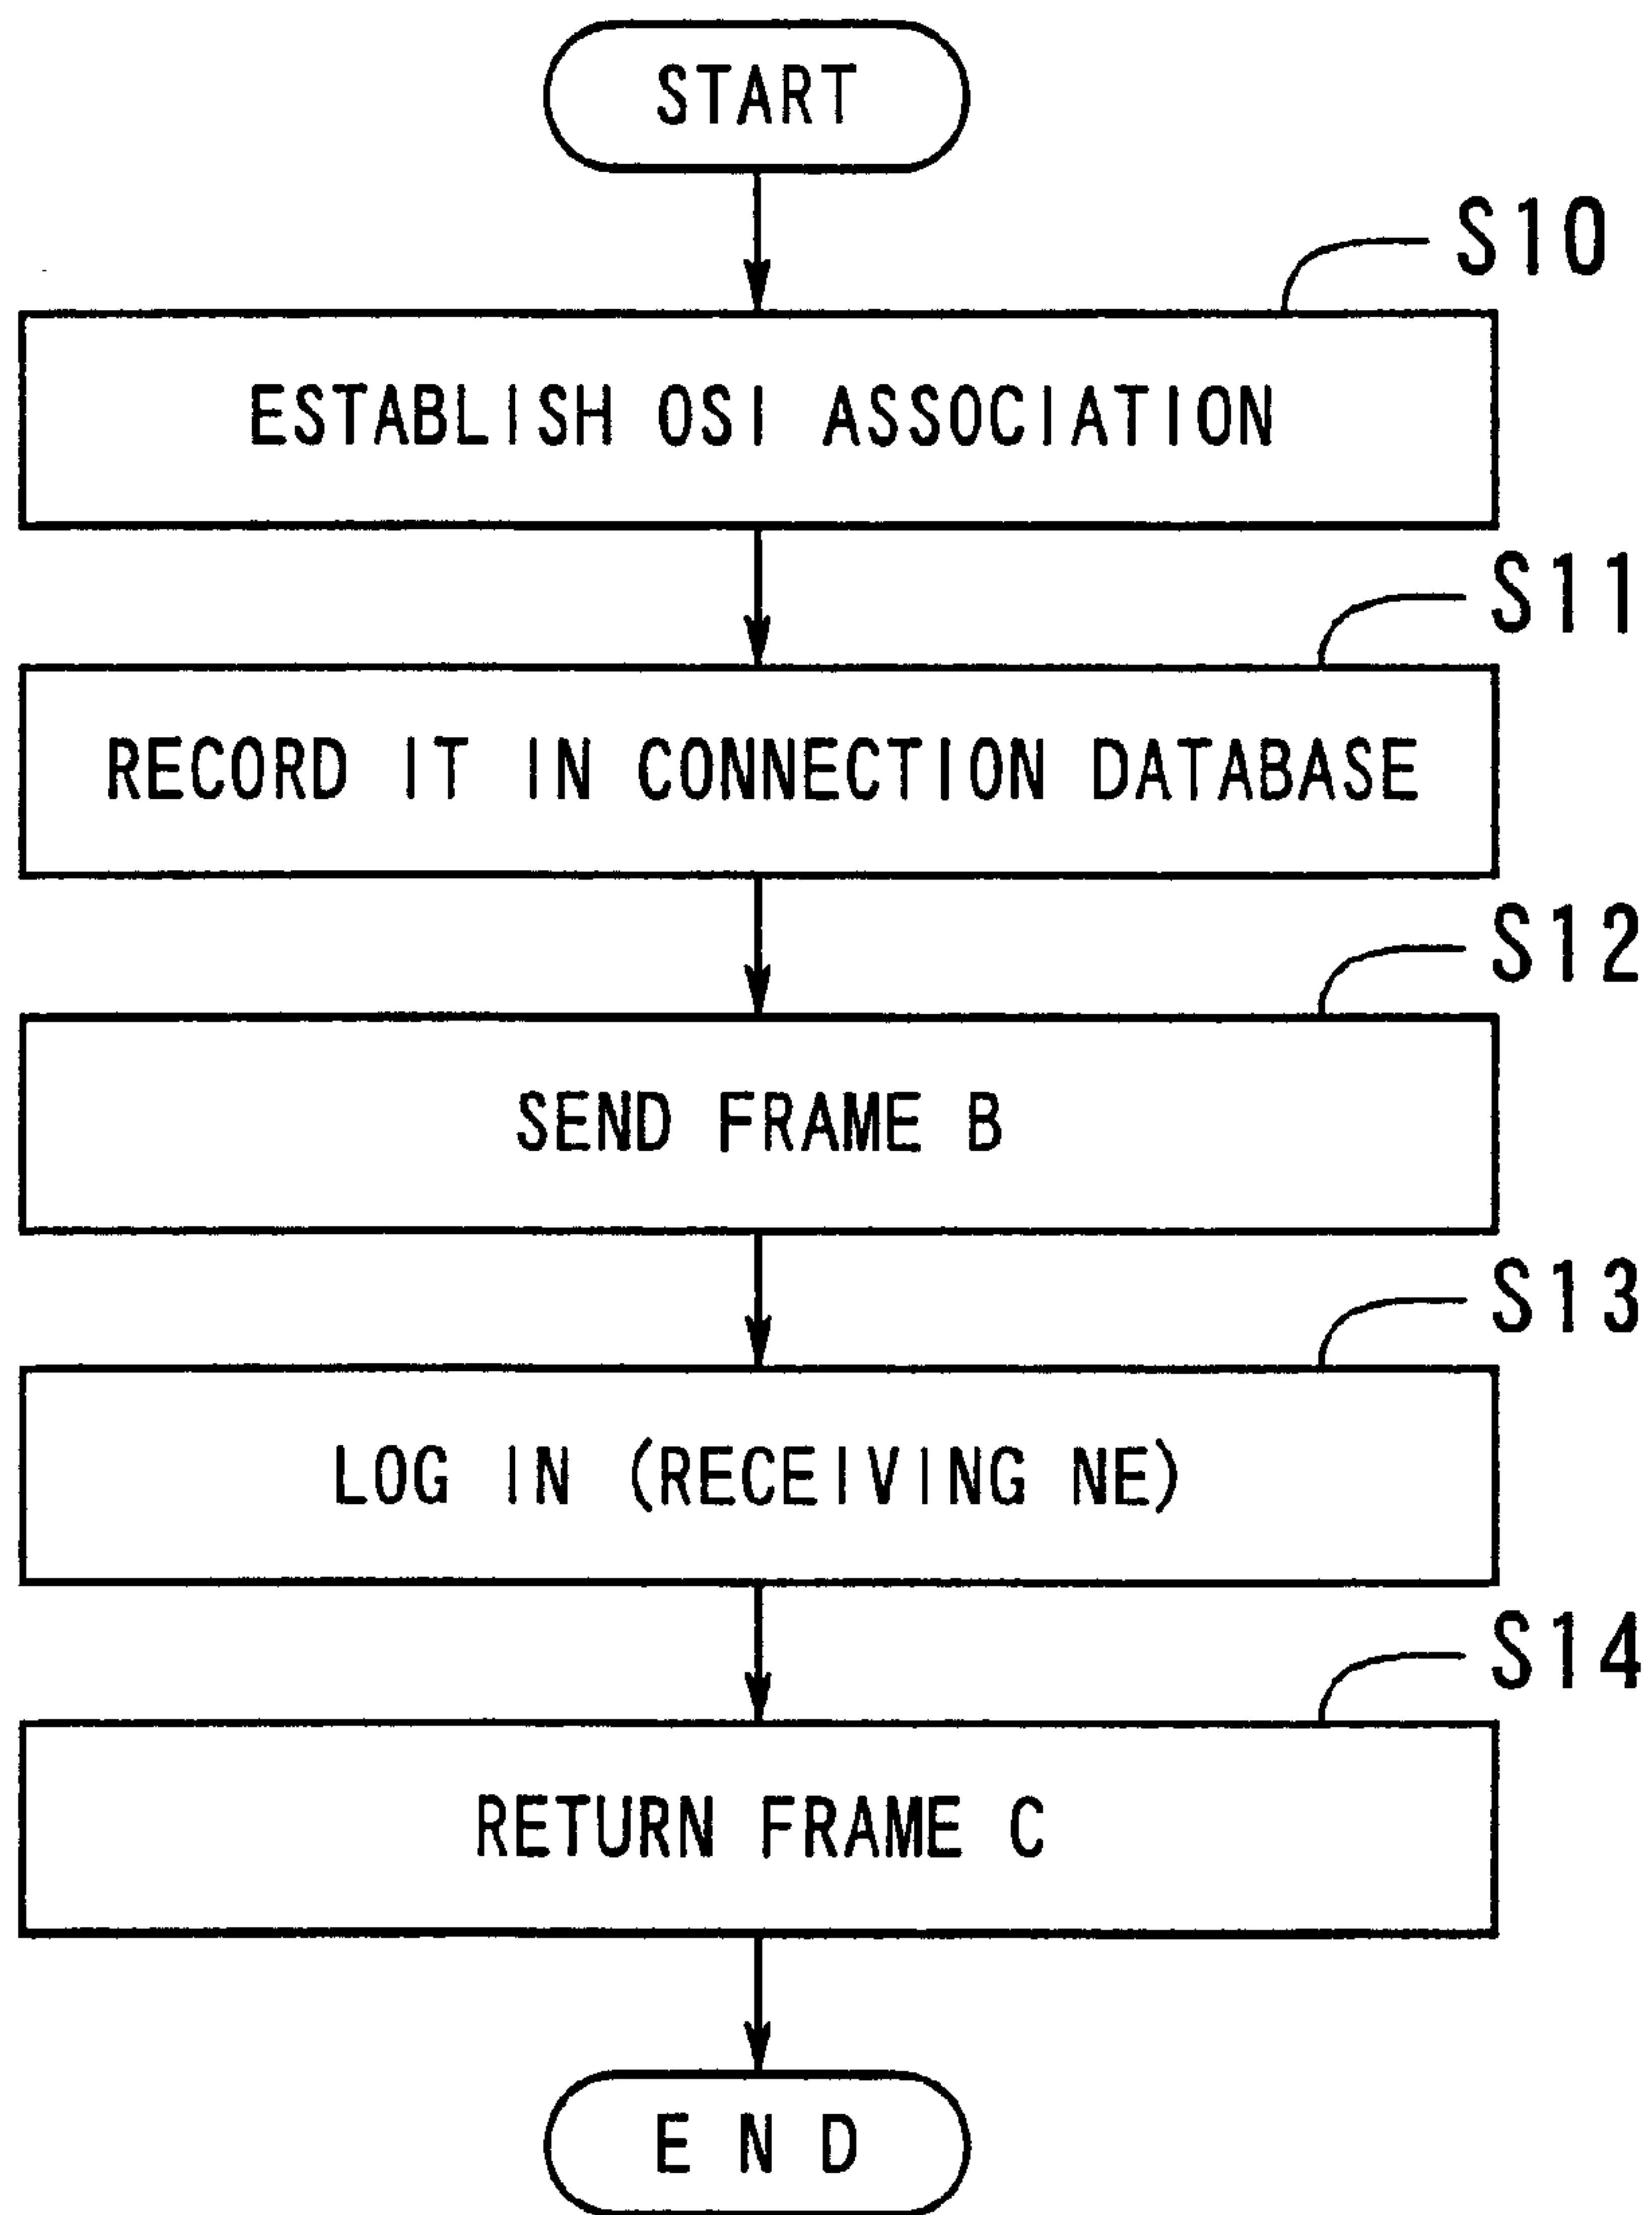 START
S10
ESTABLISH OSI ASSOCIATION
S11
RECORD IT IN CONNECTION DATABASE
S12
SEND FRAME B
S13
LOG IN (RECEIVING NE)
S14
RETURN FRAME C
END